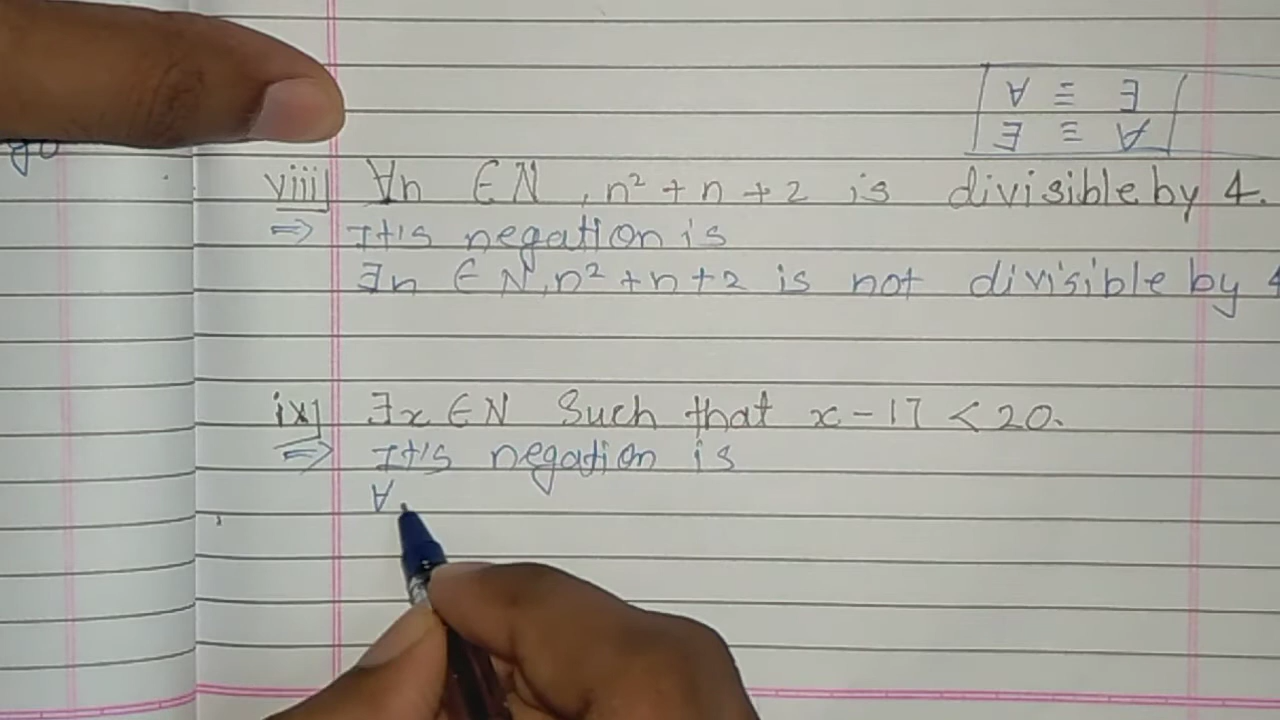 ∀ ≡ ∃
∃ ≡ ∀
viii] ∀n ∈ N, n² + n + 2 is divisible by 4.
⇒ It's negation is
∃n ∈ N, n² + n + 2 is not divisible by 4
ix] ∃x ∈ N Such that x - 17 < 20.
⇒ It's negation is
∀